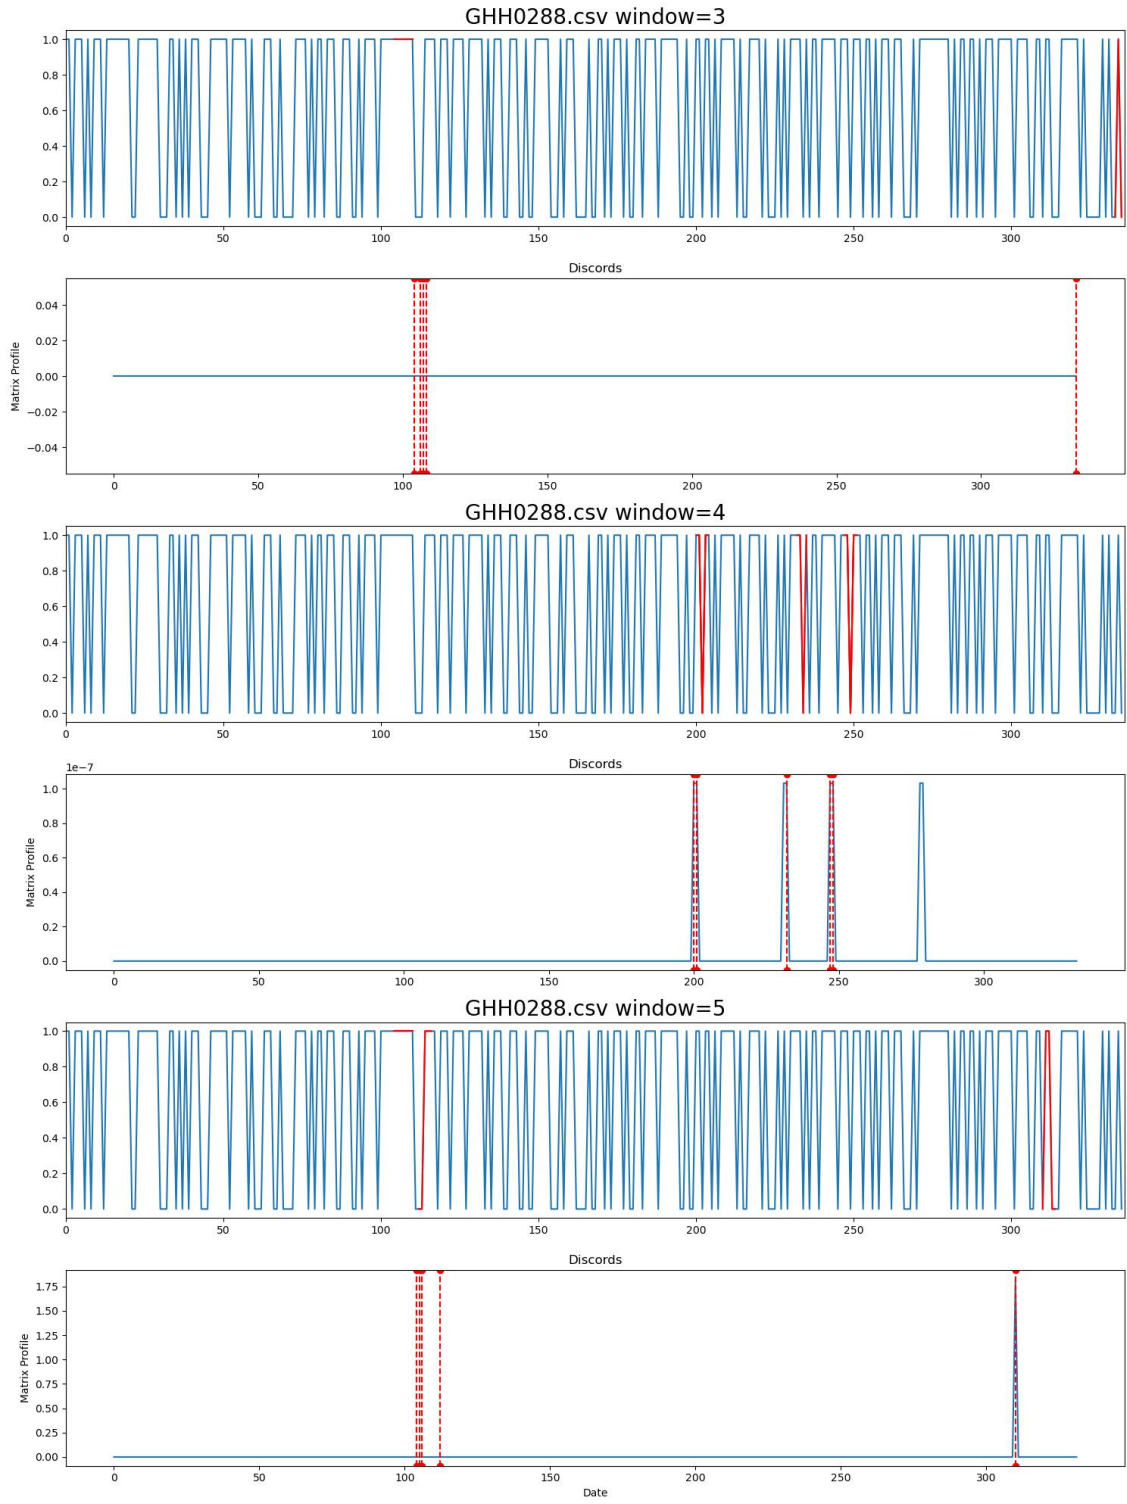 GHH0288.csv window=3
1.0
0.8
0.6
0.4
0.2
0.0
0 50 100 150 200 250 300
Discords
Matrix Profile
0.04
0.02
0.00
−0.02
−0.04
0 50 100 150 200 250 300
GHH0288.csv window=4
1.0
0.8
0.6
0.4
0.2
0.0
0 50 100 150 200 250 300
1e−7
Discords
Matrix Profile
1.0
0.8
0.6
0.4
0.2
0.0
0 50 100 150 200 250 300
GHH0288.csv window=5
1.0
0.8
0.6
0.4
0.2
0.0
0 50 100 150 200 250 300
Discords
Matrix Profile
1.75
1.50
1.25
1.00
0.75
0.50
0.25
0.00
0 50 100 150 200 250 300
Date